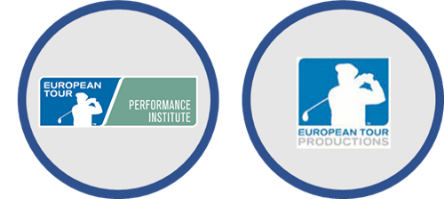 EUROPEAN
TOUR
PERFORMANCE
INSTITUTE
EUROPEAN TOUR
PRODUCTIONS